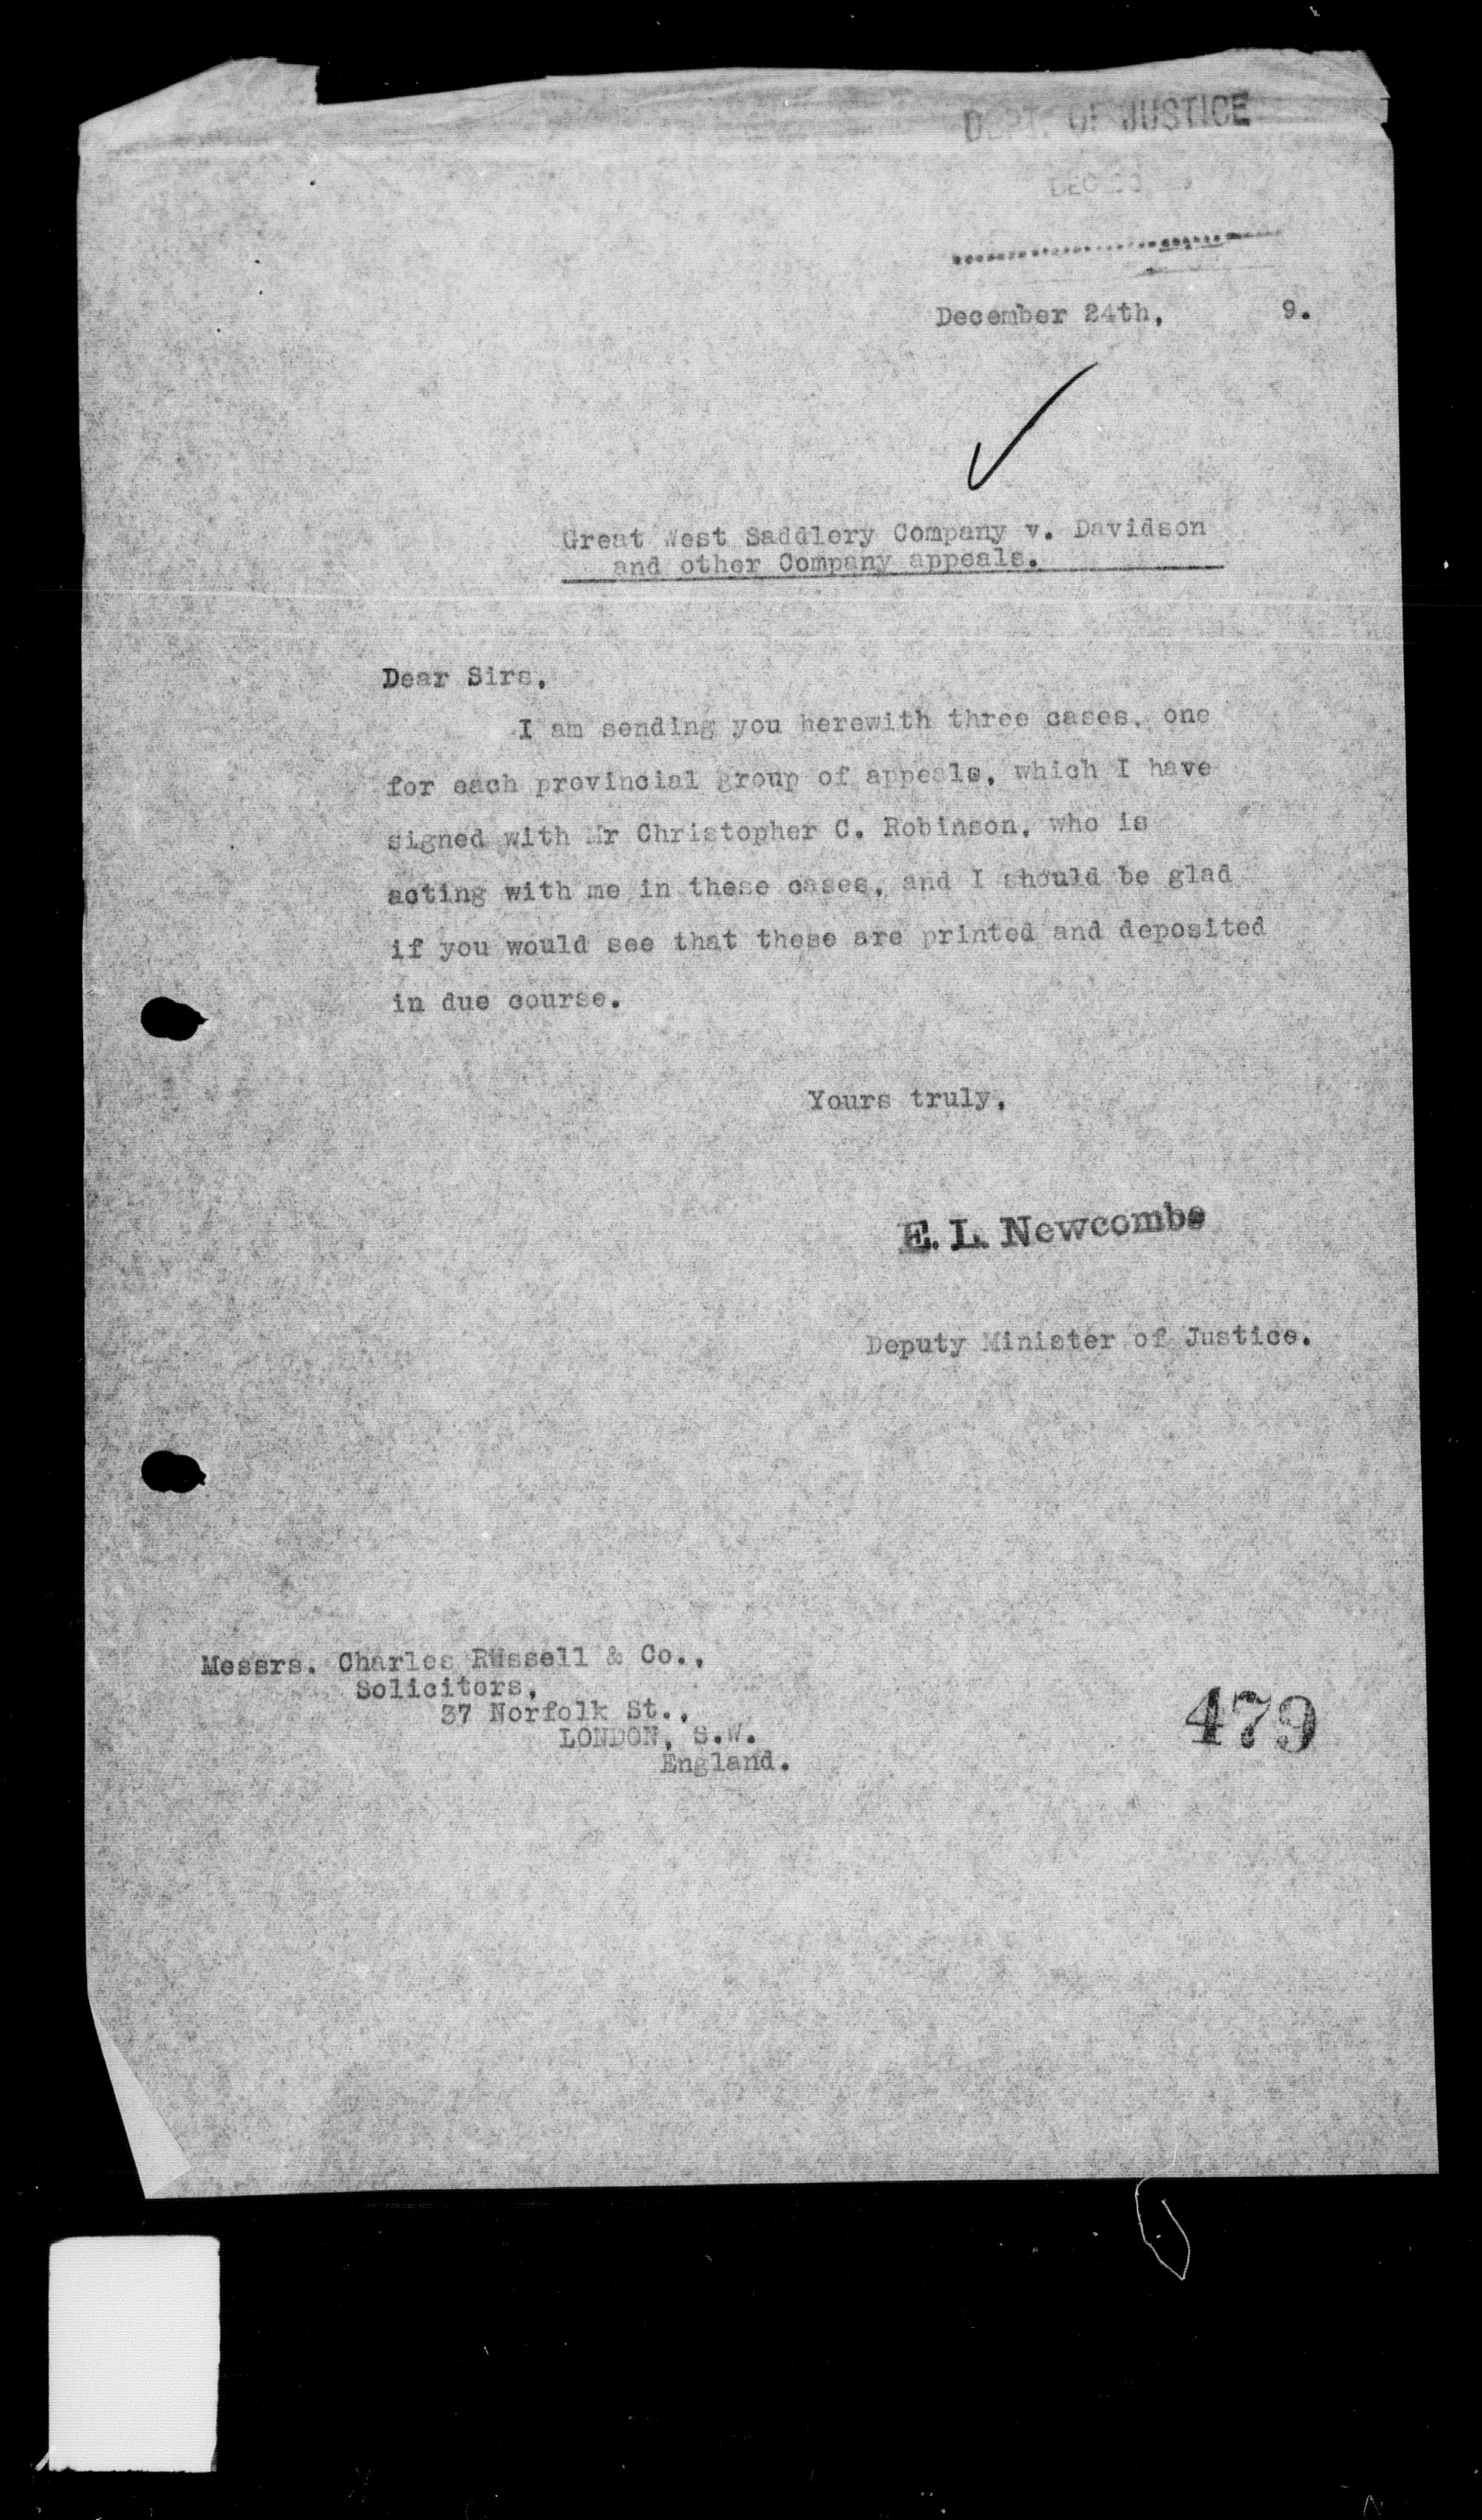 DEPT. OF JUSTICE
DEC
December 24th, 9.
Great West Saddlery Company v. Davidson
and other Company appeals.
Dear Sirs,
I am sending you herewith three cases, one
for each provincial group of appeals, which I have
signed with Mr Christopher C. Robinson, who is
acting with me in these cases, and I should be glad
if you would see that these are printed and deposited
in due course.
Yours truly,
E. L. Newcombe
Deputy Minister of Justice.
Messrs. Charles Russell & Co.,
Solicitors,
37 Norfolk St.,
LONDON, S.W.
England.
479